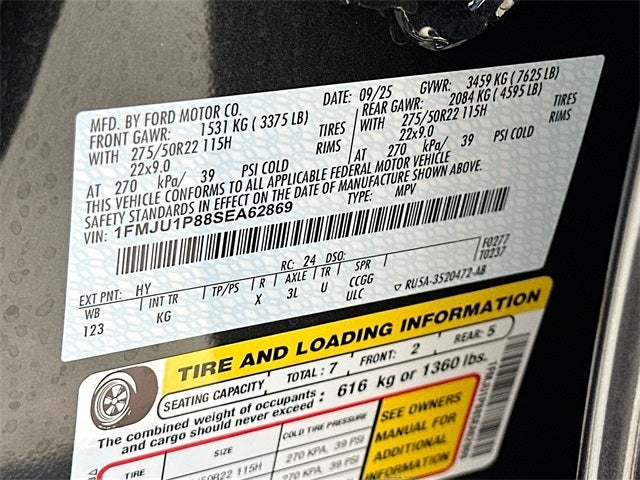 MFD. BY FORD MOTOR CO.
DATE: 09/25 GVWR: 3459 KG ( 7625 LB)
FRONT GAWR: 1531 KG ( 3375 LB) REAR GAWR: 2084 KG ( 4595 LB)
WITH 275/50R22 115H TIRES WITH 275/50R22 115H TIRES
22x9.0 RIMS 22x9.0 RIMS
AT 270 kPa/ 39 PSI COLD AT 270 kPa/ 39 PSI COLD
THIS VEHICLE CONFORMS TO ALL APPLICABLE FEDERAL MOTOR VEHICLE
SAFETY STANDARDS IN EFFECT ON THE DATE OF MANUFACTURE SHOWN ABOVE.
VIN: 1FMJU1P88SEA62869 TYPE: MPV
F0277
T0237
EXT PNT: HY RC: 24 DSO:
WB INT TR TP/PS R AXLE TR SPR
123 KG X 3L U CCGG
ULC ▽ RU5A-3520472-AB
TIRE AND LOADING INFORMATION
SEATING CAPACITY TOTAL : 7 FRONT: 2 REAR: 5
The combined weight of occupants and cargo should never exceed : 616 kg or 1360 lbs.
TIRE SIZE COLD TIRE PRESSURE
50R22 115H 270 KPA, 39 PSI
270 KPA, 39 PSI
SEE OWNERS
MANUAL FOR
ADDITIONAL
INFORMATION